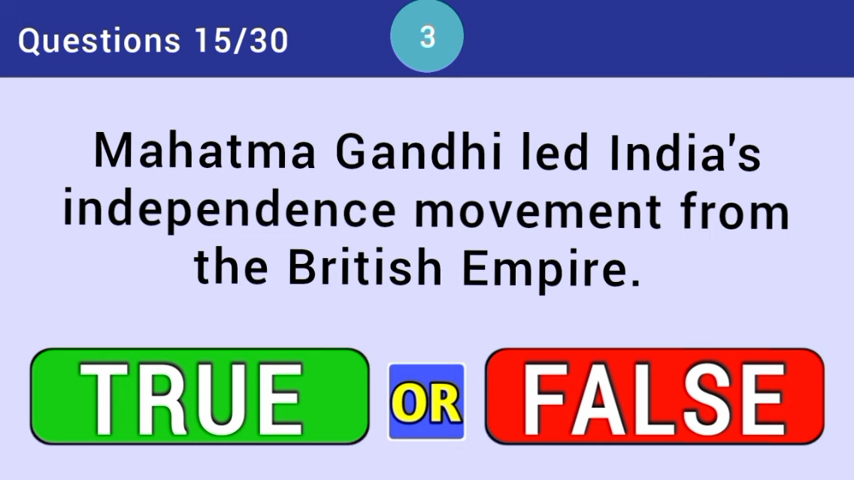 Questions 15/30
3
Mahatma Gandhi led India's
independence movement from
the British Empire.
TRUE OR FALSE